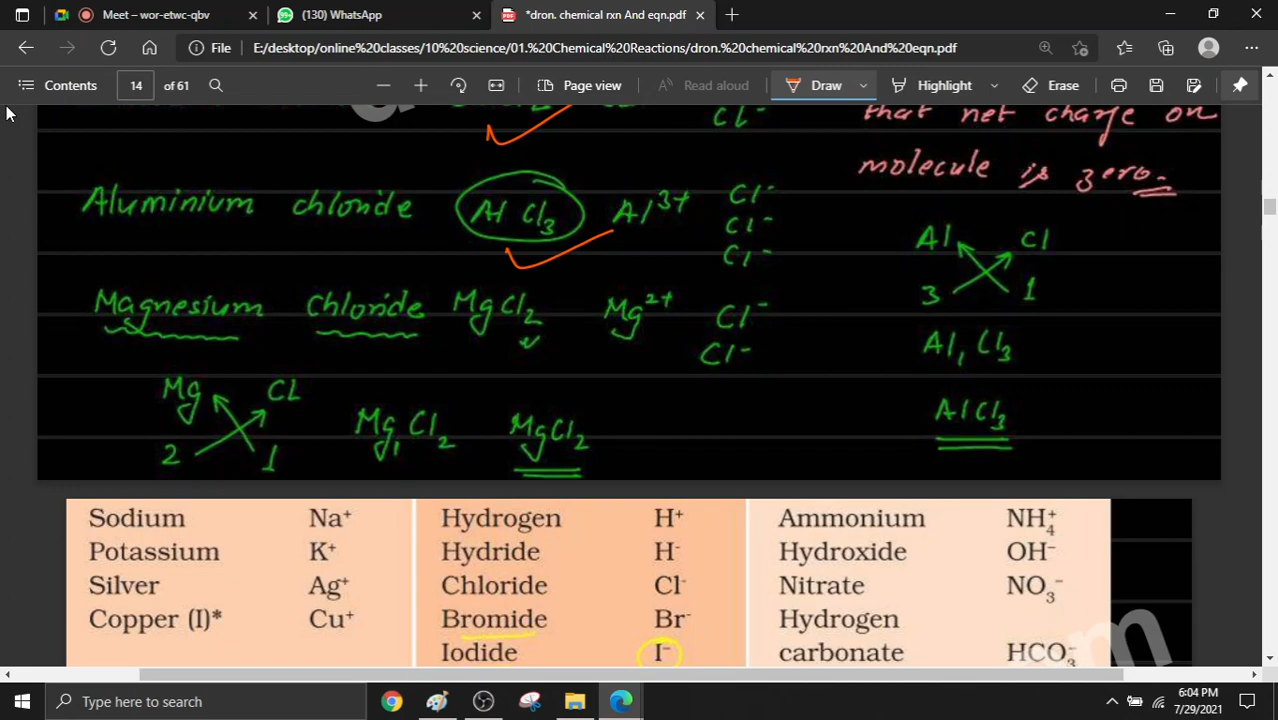 Meet – wor-etwc-qbv
(130) WhatsApp
*dron. chemical rxn And eqn.pdf
File
E:/desktop/online%20classes/10%20science/01.%20Chemical%20Reactions/dron.%20chemical%20rxn%20And%20eqn.pdf
Contents
14
of 61
Page view
Read aloud
Draw
Highlight
Erase
Cl⁻
that net charge on
molecule is zero.
Aluminium chloride AlCl₃ Al³⁺ Cl⁻
Cl⁻
Cl⁻
Al Cl
3 1
Magnesium Chloride MgCl₂ Mg²⁺ Cl⁻
Cl⁻
Al₁ Cl₃
Mg Cl
2 1
Mg₁ Cl₂
MgCl₂
AlCl₃
Sodium Na⁺ Hydrogen H⁺ Ammonium NH₄⁺
Potassium K⁺ Hydride H⁻ Hydroxide OH⁻
Silver Ag⁺ Chloride Cl⁻ Nitrate NO₃⁻
Copper (I)* Cu⁺ Bromide Br⁻ Hydrogen
Iodide I⁻ carbonate HCO₃⁻
Type here to search
6:04 PM
7/29/2021